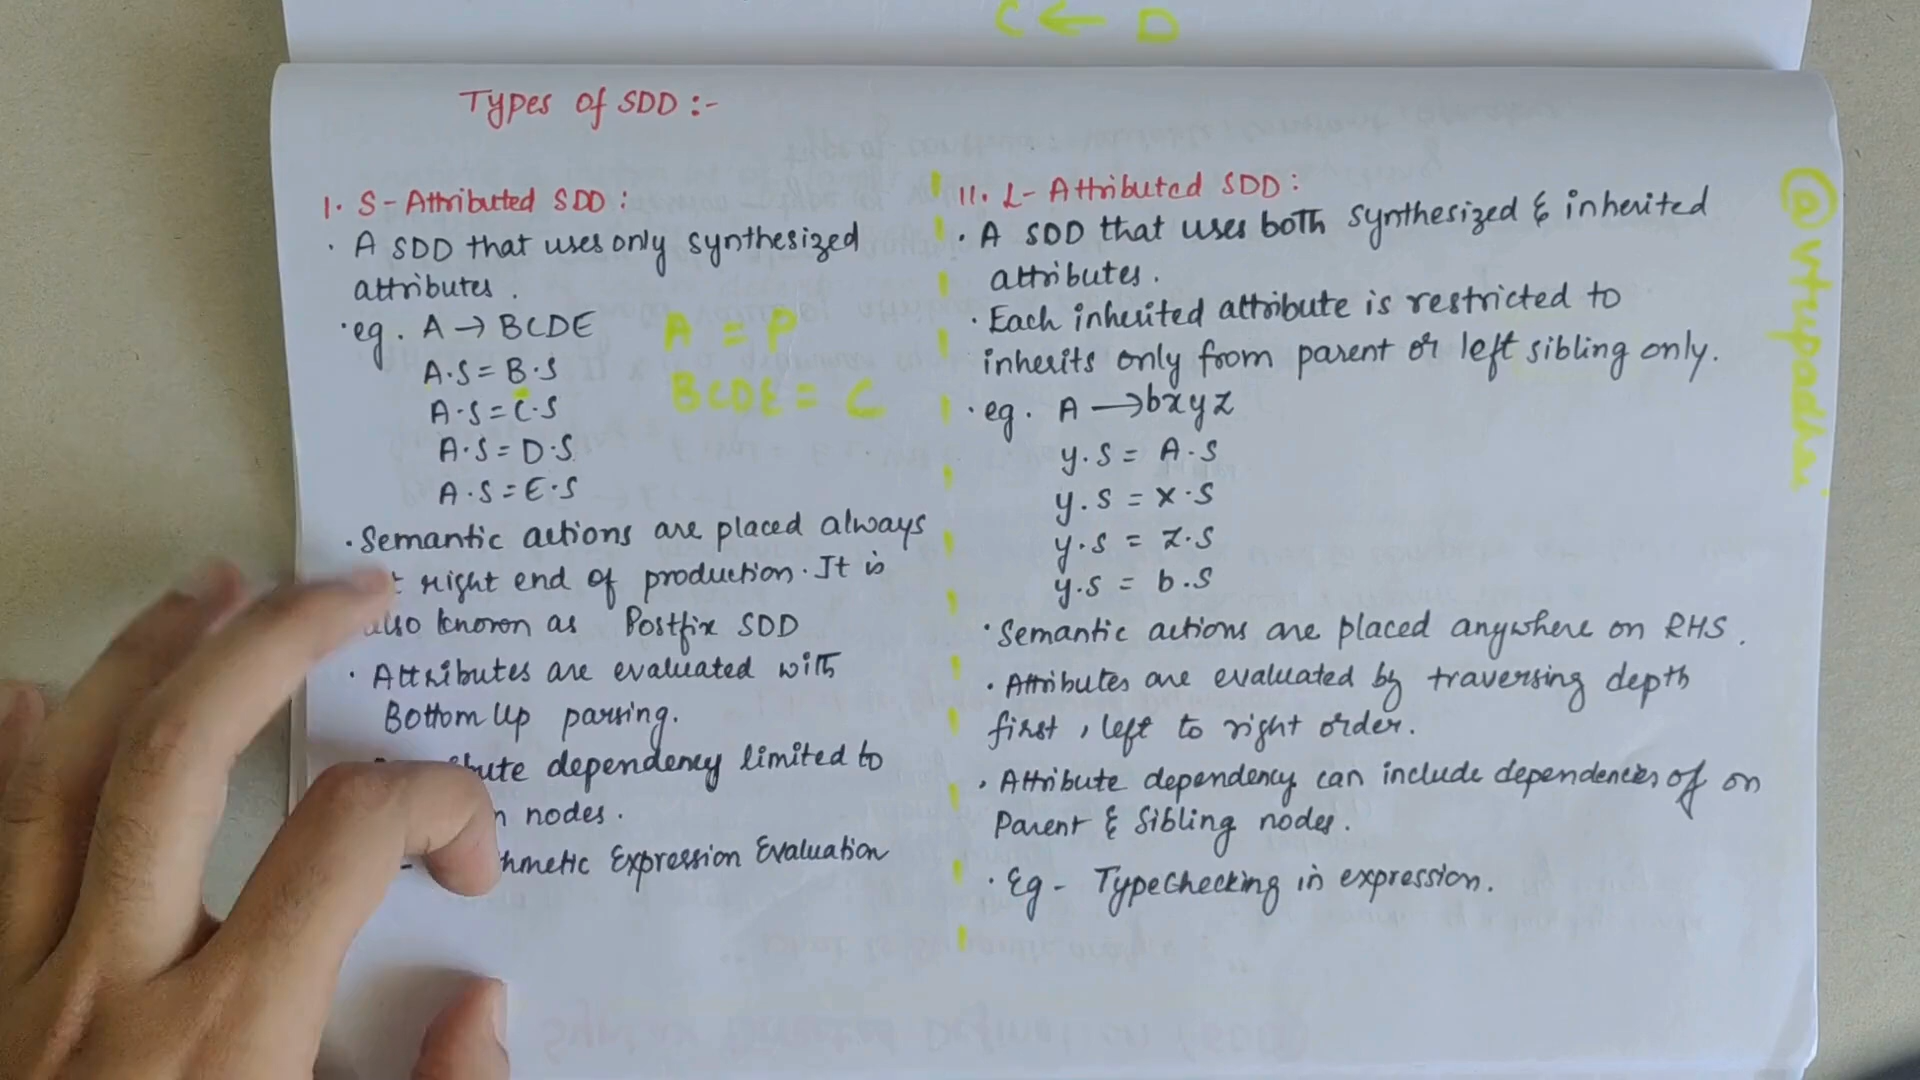 C ← D
Types of SDD :-
I. S - Attributed SDD :
· A SDD that uses only synthesized
attributes .
· eg . A → BCDE
A = P
A·S = B·S
BCDE = C
A·S = C·S
A·S = D·S
A·S = E·S
· Semantic actions are placed always
right end of production. It is
also known as Postfix SDD
· Attributes are evaluated with
Bottom Up parsing.
dependency limited to
nodes .
Expression Evaluation
II. L - Attributed SDD :
· A SDD that uses both synthesized & inherited
attributes .
· Each inherited attribute is restricted to
inherits only from parent or left sibling only.
· eg . A → bxyz
y·S = A·S
y·S = X·S
y·S = Z·S
y·S = b·S
· Semantic actions are placed anywhere on RHS .
· Attributes are evaluated by traversing depth
first , left to right order.
· Attribute dependency can include dependencies of on
Parent & Sibling nodes.
· Eg - TypeChecking in expression.
@vtupadhai